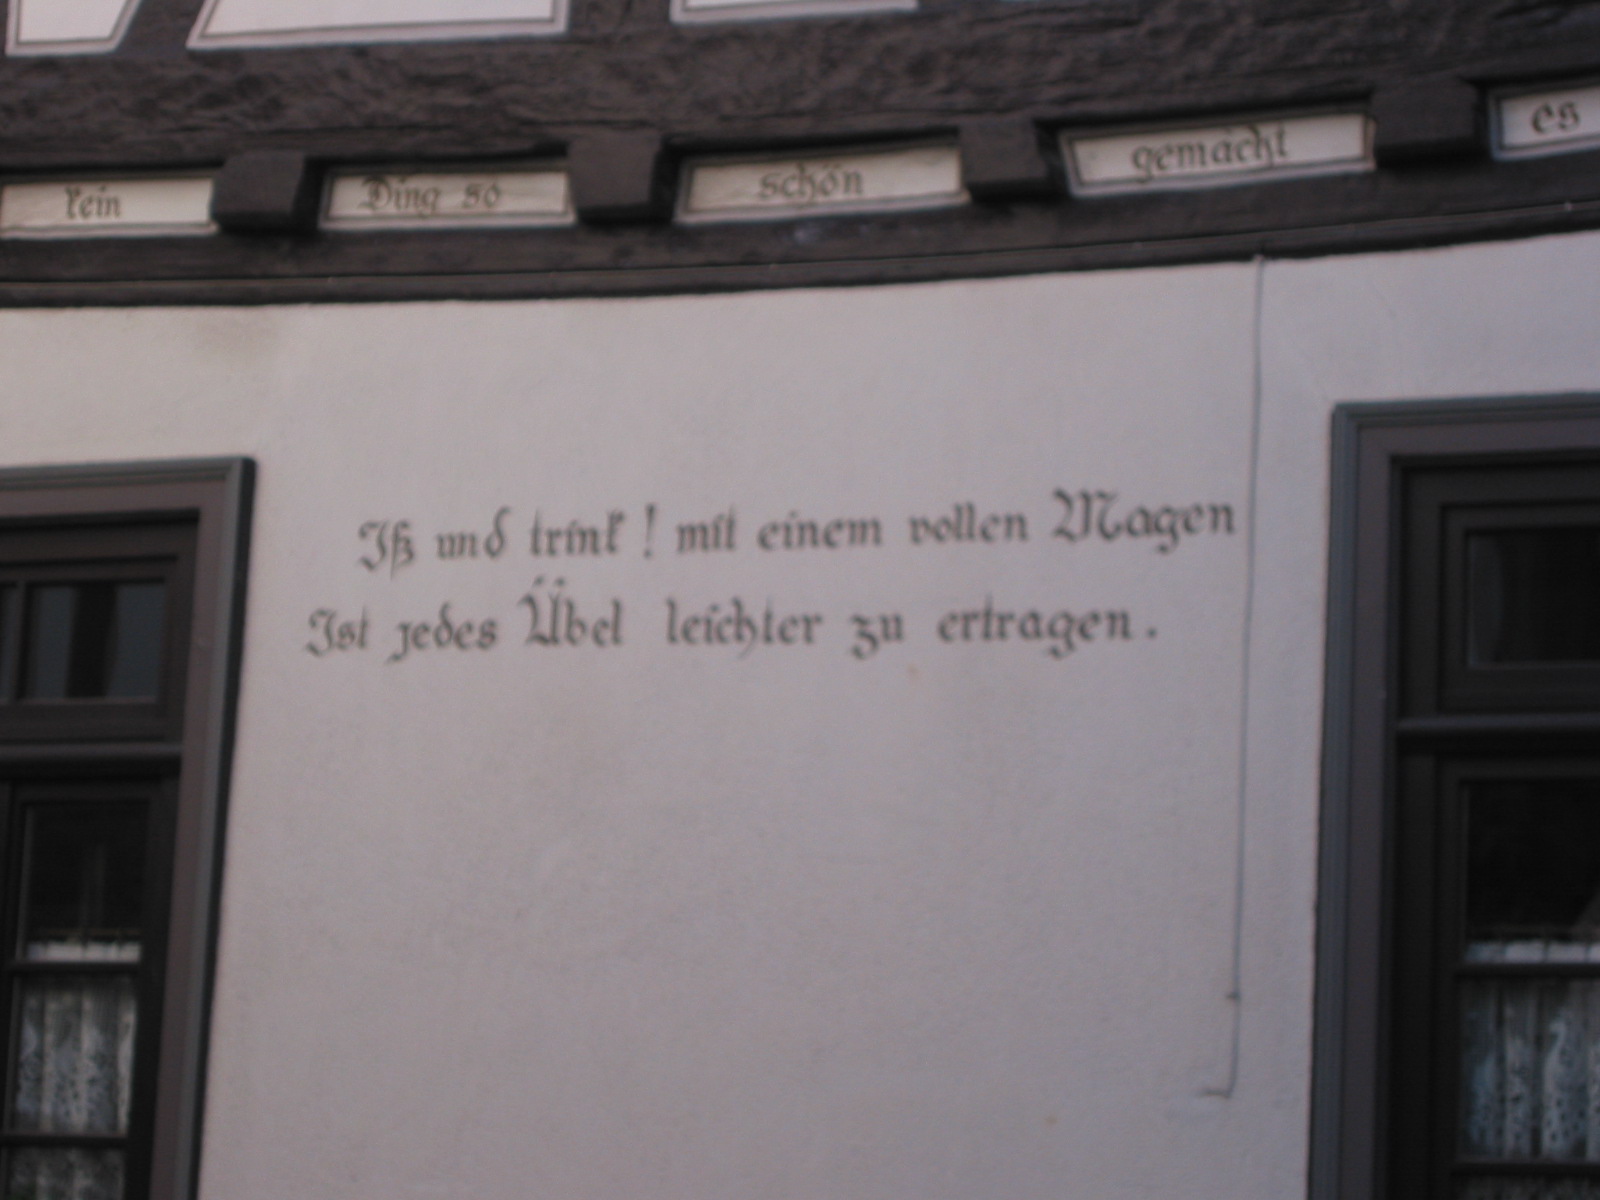 kein Ding so schön gemacht es
Iß und trink! mit einem vollen Magen
Ist jedes Übel leichter zu ertragen.